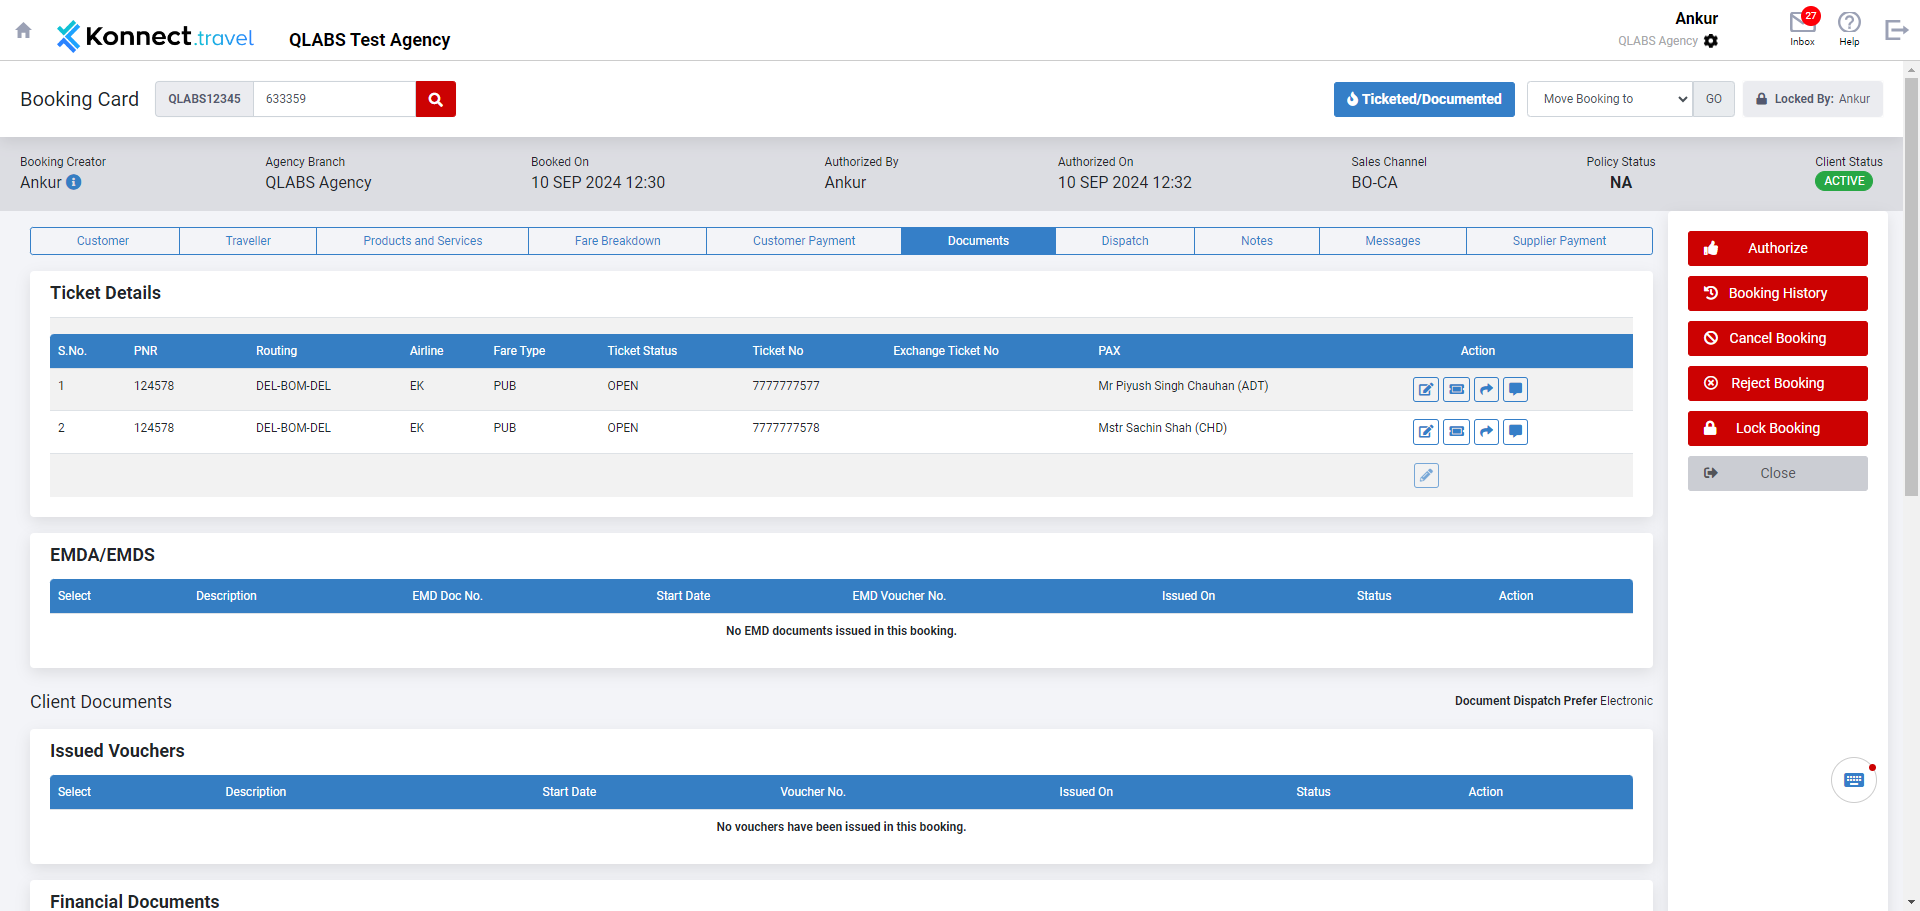 Konnect.travel
QLABS Test Agency
Ankur
QLABS Agency
27
Inbox
Help
Booking Card
QLABS12345
633359
Ticketed/Documented
Move Booking to
GO
Locked By: Ankur
Booking Creator
Ankur
Agency Branch
QLABS Agency
Booked On
10 SEP 2024 12:30
Authorized By
Ankur
Authorized On
10 SEP 2024 12:32
Sales Channel
BO-CA
Policy Status
NA
Client Status
ACTIVE
Customer
Traveller
Products and Services
Fare Breakdown
Customer Payment
Documents
Dispatch
Notes
Messages
Supplier Payment
Authorize
Booking History
Cancel Booking
Reject Booking
Lock Booking
Close
Ticket Details
S.No. PNR Routing Airline Fare Type Ticket Status Ticket No Exchange Ticket No PAX Action
1 124578 DEL-BOM-DEL EK PUB OPEN 7777777577 Mr Piyush Singh Chauhan (ADT)
2 124578 DEL-BOM-DEL EK PUB OPEN 7777777578 Mstr Sachin Shah (CHD)
EMDA/EMDS
Select Description EMD Doc No. Start Date EMD Voucher No. Issued On Status Action
No EMD documents issued in this booking.
Client Documents
Document Dispatch Prefer Electronic
Issued Vouchers
Select Description Start Date Voucher No. Issued On Status Action
No vouchers have been issued in this booking.
Financial Documents